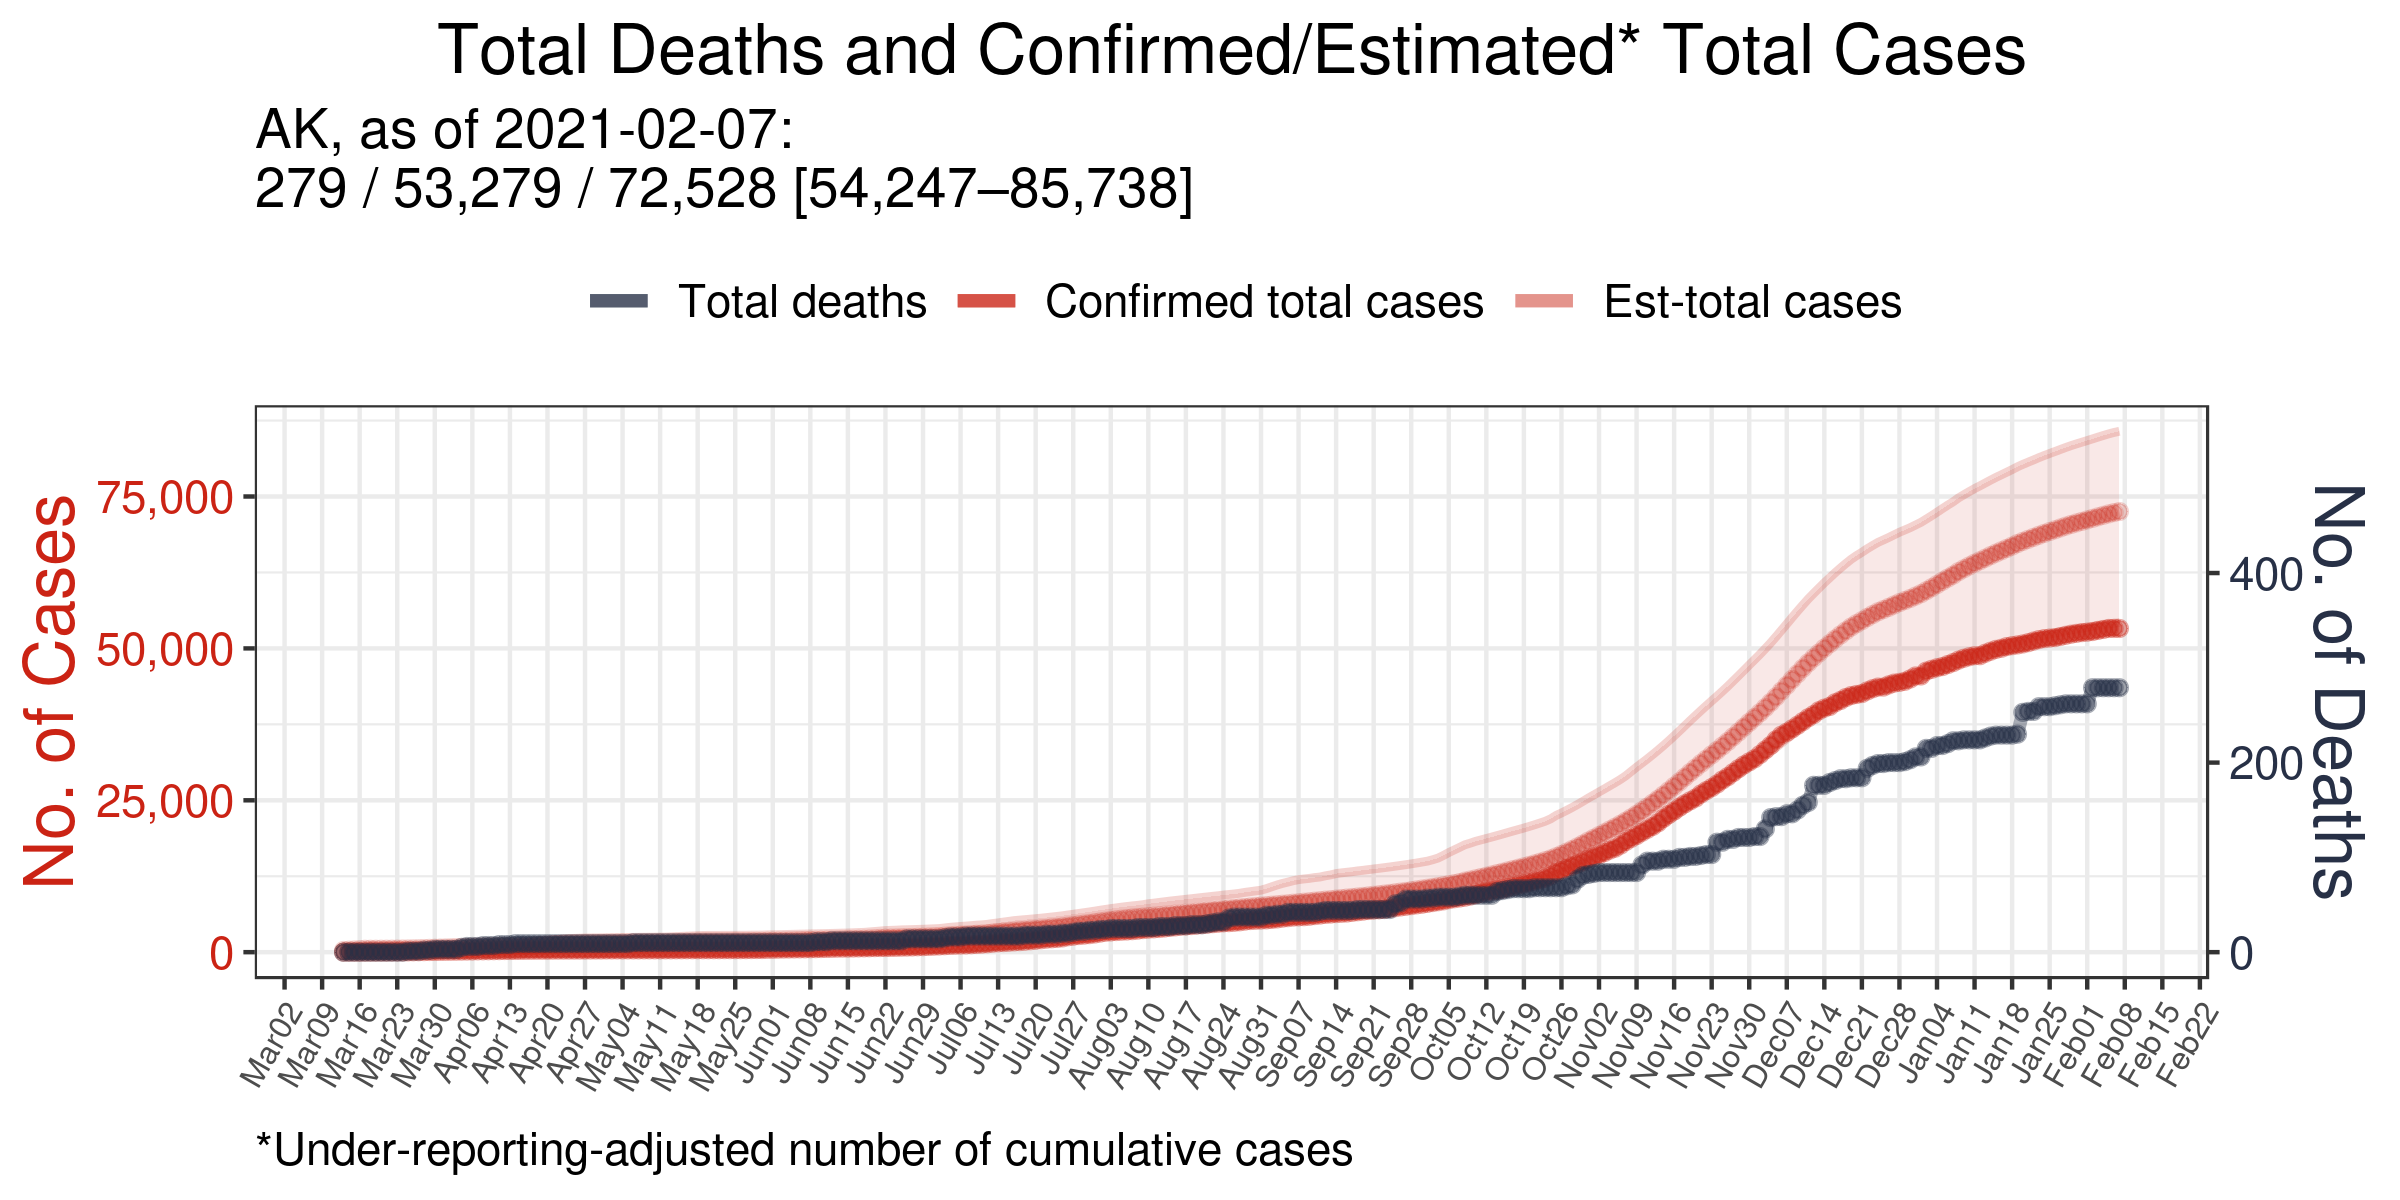 Total Deaths and Confirmed/Estimated* Total Cases
AK, as of 2021-02-07:
279 / 53,279 / 72,528 [54,247–85,738]
Total deaths
Confirmed total cases
Est-total cases
No. of Cases
75,000
50,000
25,000
0
No. of Deaths
400
200
0
Mar02
Mar09
Mar16
Mar23
Mar30
Apr06
Apr13
Apr20
Apr27
May04
May11
May18
May25
Jun01
Jun08
Jun15
Jun22
Jun29
Jul06
Jul13
Jul20
Jul27
Aug03
Aug10
Aug17
Aug24
Aug31
Sep07
Sep14
Sep21
Sep28
Oct05
Oct12
Oct19
Oct26
Nov02
Nov09
Nov16
Nov23
Nov30
Dec07
Dec14
Dec21
Dec28
Jan04
Jan11
Jan18
Jan25
Feb01
Feb08
Feb15
Feb22
*Under-reporting-adjusted number of cumulative cases